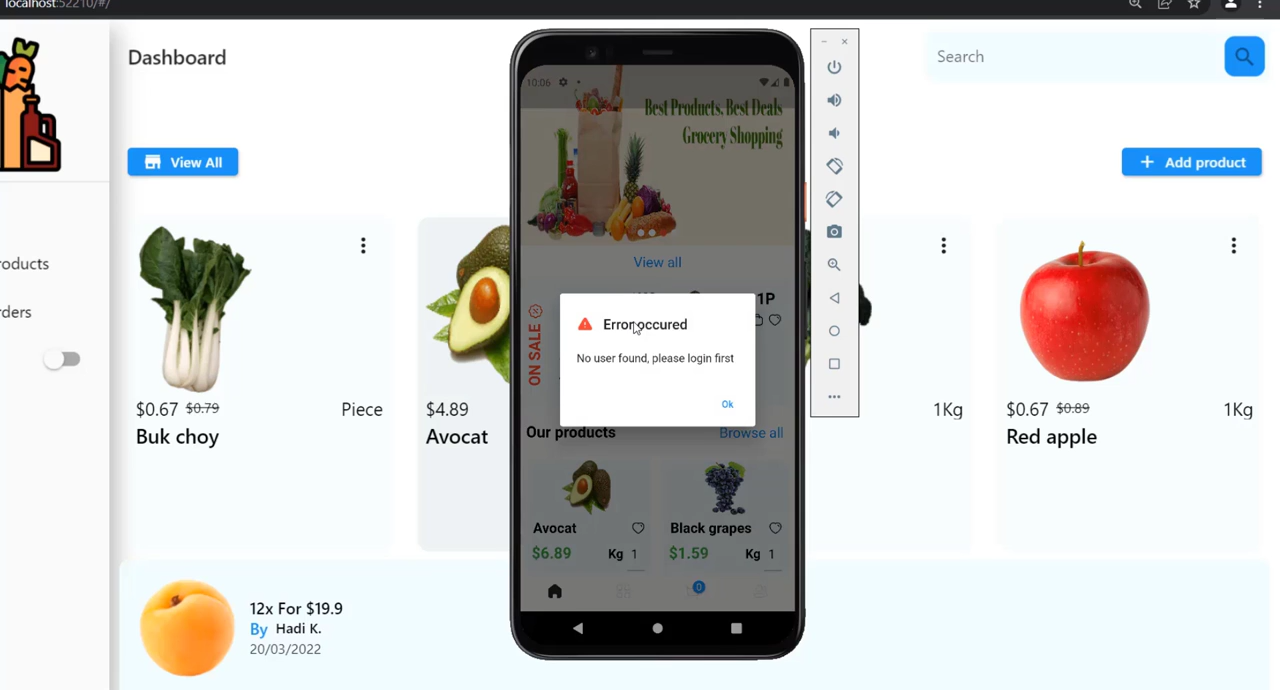 localhost:52210/#/
Dashboard
Search
View All
Add product
roducts
rders
$0.67 $0.79
Piece
Buk choy
$4.89
Avocat
1Kg
$0.67 $0.89
1Kg
Red apple
12x For $19.9
By Hadi K.
20/03/2022
10:06
Best Products, Best Deals
Grocery Shopping
View all
ON SALE
1P
Error occured
No user found, please login first
Ok
Our products
Browse all
Avocat
$6.89
Kg 1
Black grapes
$1.59
Kg 1
0